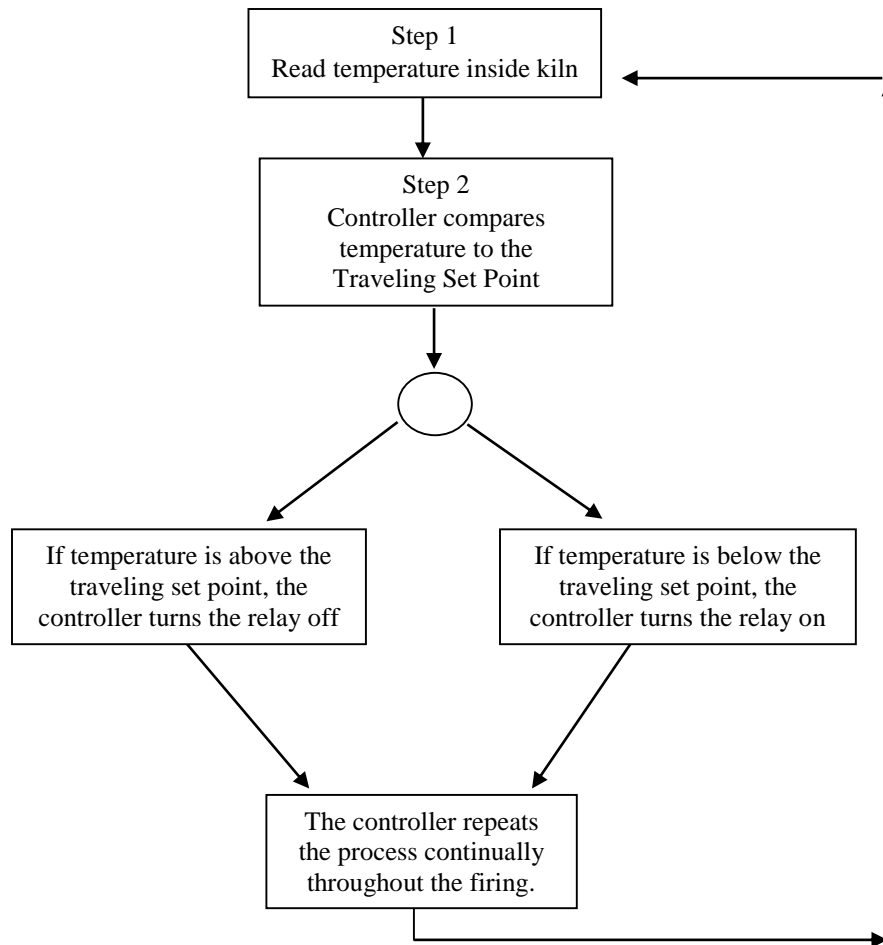 Step 1
Read temperature inside kiln
Step 2
Controller compares
temperature to the
Traveling Set Point
If temperature is above the
traveling set point, the
controller turns the relay off
If temperature is below the
traveling set point, the
controller turns the relay on
The controller repeats
the process continually
throughout the firing.